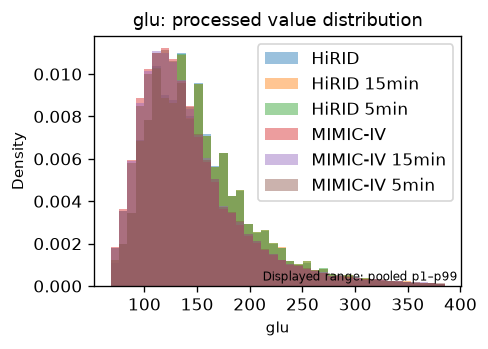 glu: processed value distribution
HiRID
HiRID 15min
HiRID 5min
MIMIC-IV
MIMIC-IV 15min
MIMIC-IV 5min
0.010
0.008
0.006
0.004
0.002
0.000
Density
Displayed range: pooled p1–p99
100 150 200 250 300 350 400
glu